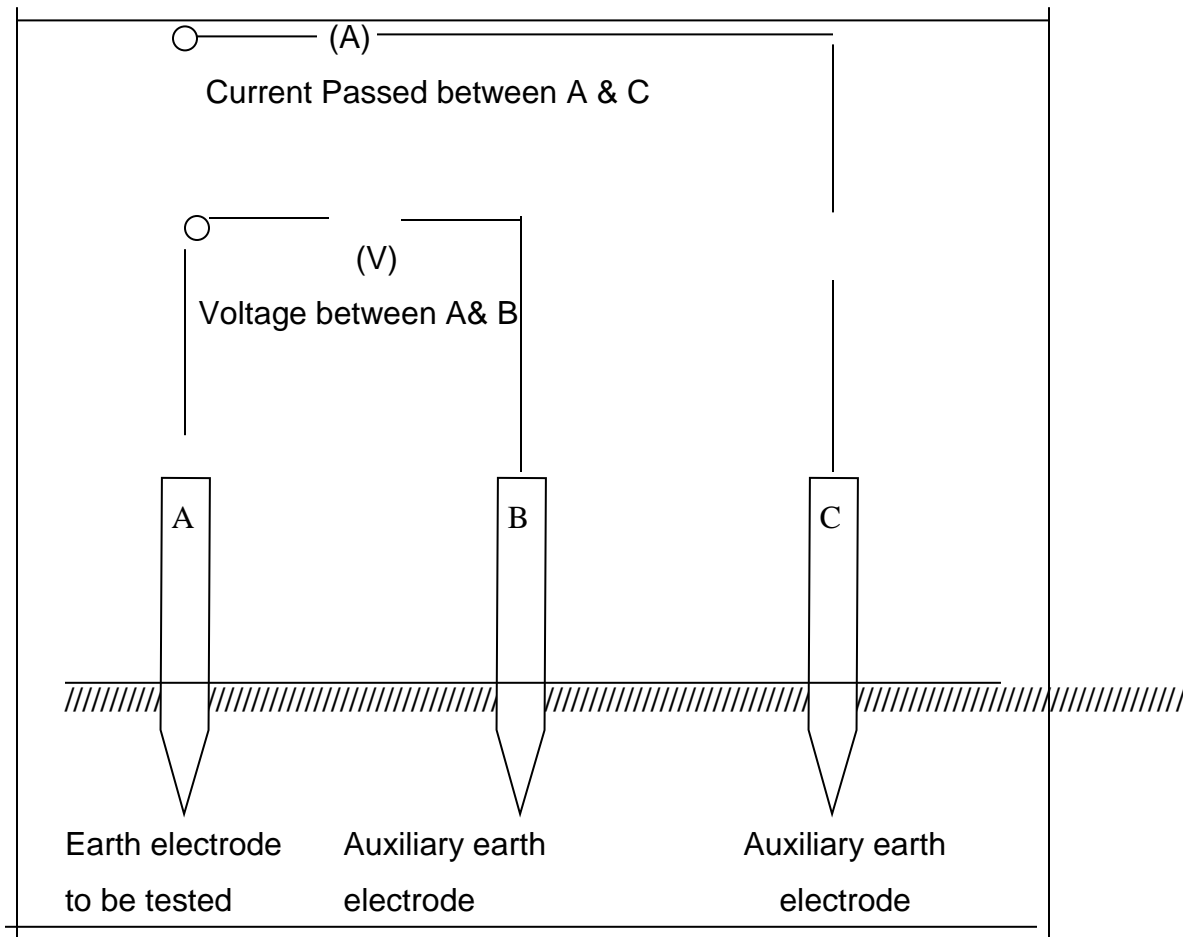 (A)
Current Passed between A & C
(V)
Voltage between A& B
A B C
//////////////////////////////////////////////////////////////////////////////////////////
Earth electrode Auxiliary earth Auxiliary earth
to be tested electrode electrode